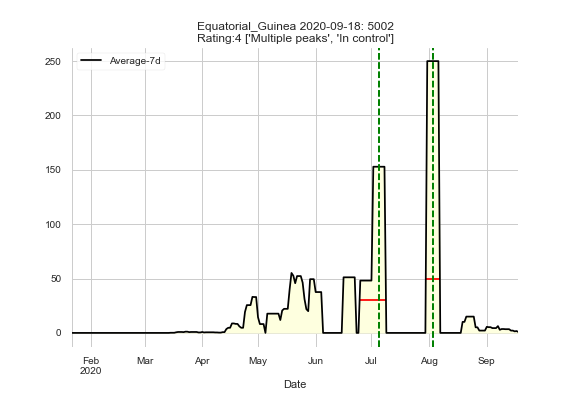 Equatorial_Guinea 2020-09-18: 5002
Rating:4 ['Multiple peaks', 'In control']
Average-7d
250
200
150
100
50
0
Feb Mar Apr May Jun Jul Aug Sep
2020
Date